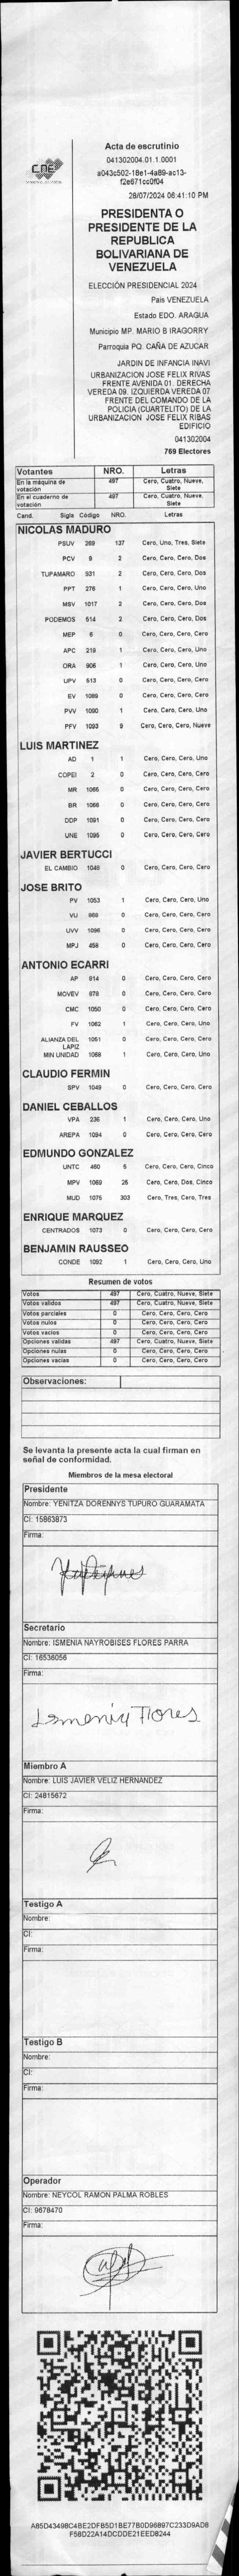 CNE
Acta de escrutinio
041302004.01.1.0001
a043c502-18e1-4a89-ac13-
f2e671cc0f04
28/07/2024 06:41:10 PM
PRESIDENTA O
PRESIDENTE DE LA
REPUBLICA
BOLIVARIANA DE
VENEZUELA
ELECCIÓN PRESIDENCIAL 2024
Pais VENEZUELA
Estado EDO. ARAGUA
Municipio MP. MARIO B IRAGORRY
Parroquia PQ. CAÑA DE AZUCAR
JARDIN DE INFANCIA INAVI
URBANIZACION JOSE FELIX RIVAS
FRENTE AVENIDA 01. DERECHA
VEREDA 09. IZQUIERDA VEREDA 07
FRENTE DEL COMANDO DE LA
POLICIA (CUARTELITO) DE LA
URBANIZACION JOSE FELIX RIBAS
EDIFICIO
041302004
769 Electores
Votantes NRO. Letras
En la máquina de votación 497 Cero, Cuatro, Nueve, Siete
En el cuaderno de votación 497 Cero, Cuatro, Nueve, Siete
Cand. Sigla Código NRO. Letras
NICOLAS MADURO
PSUV 269 137 Cero, Uno, Tres, Siete
PCV 9 2 Cero, Cero, Cero, Dos
TUPAMARO 931 2 Cero, Cero, Cero, Dos
PPT 276 1 Cero, Cero, Cero, Uno
MSV 1017 2 Cero, Cero, Cero, Dos
PODEMOS 514 2 Cero, Cero, Cero, Dos
MEP 6 0 Cero, Cero, Cero, Cero
APC 219 1 Cero, Cero, Cero, Uno
ORA 906 1 Cero, Cero, Cero, Uno
UPV 513 0 Cero, Cero, Cero, Cero
EV 1089 0 Cero, Cero, Cero, Cero
PVV 1090 1 Cero, Cero, Cero, Uno
PFV 1093 9 Cero, Cero, Cero, Nueve
LUIS MARTINEZ
AD 1 1 Cero, Cero, Cero, Uno
COPEI 2 0 Cero, Cero, Cero, Cero
MR 1065 0 Cero, Cero, Cero, Cero
BR 1066 0 Cero, Cero, Cero, Cero
DDP 1091 0 Cero, Cero, Cero, Cero
UNE 1095 0 Cero, Cero, Cero, Cero
JAVIER BERTUCCI
EL CAMBIO 1048 0 Cero, Cero, Cero, Cero
JOSE BRITO
PV 1053 1 Cero, Cero, Cero, Uno
VU 869 0 Cero, Cero, Cero, Cero
UVV 1096 0 Cero, Cero, Cero, Cero
MPJ 458 0 Cero, Cero, Cero, Cero
ANTONIO ECARRI
AP 814 0 Cero, Cero, Cero, Cero
MOVEV 878 0 Cero, Cero, Cero, Cero
CMC 1050 0 Cero, Cero, Cero, Cero
FV 1062 1 Cero, Cero, Cero, Uno
ALIANZA DEL LAPIZ 1051 0 Cero, Cero, Cero, Cero
MIN UNIDAD 1068 1 Cero, Cero, Cero, Uno
CLAUDIO FERMIN
SPV 1049 0 Cero, Cero, Cero, Cero
DANIEL CEBALLOS
VPA 236 1 Cero, Cero, Cero, Uno
AREPA 1094 0 Cero, Cero, Cero, Cero
EDMUNDO GONZALEZ
UNTC 460 5 Cero, Cero, Cero, Cinco
MPV 1069 25 Cero, Cero, Dos, Cinco
MUD 1075 303 Cero, Tres, Cero, Tres
ENRIQUE MARQUEZ
CENTRADOS 1073 0 Cero, Cero, Cero, Cero
BENJAMIN RAUSSEO
CONDE 1092 1 Cero, Cero, Cero, Uno
Resumen de votos
Votos 497 Cero, Cuatro, Nueve, Siete
Votos validos 497 Cero, Cuatro, Nueve, Siete
Votos parciales 0 Cero, Cero, Cero, Cero
Votos nulos 0 Cero, Cero, Cero, Cero
Votos vacios 0 Cero, Cero, Cero, Cero
Opciones validas 497 Cero, Cuatro, Nueve, Siete
Opciones nulas 0 Cero, Cero, Cero, Cero
Opciones vacias 0 Cero, Cero, Cero, Cero
Observaciones:
Se levanta la presente acta la cual firman en
señal de conformidad.
Miembros de la mesa electoral
Presidente
Nombre: YENITZA DORENNYS TUPURO GUARAMATA
CI: 15863873
Firma:
Secretario
Nombre: ISMENIA NAYROBISES FLORES PARRA
CI: 16536056
Firma:
Ismenia Flores
Miembro A
Nombre: LUIS JAVIER VELIZ HERNANDEZ
CI: 24815672
Firma:
Testigo A
Nombre:
CI:
Firma:
Testigo B
Nombre:
CI:
Firma:
Operador
Nombre: NEYCOL RAMON PALMA ROBLES
CI: 9678470
Firma:
A85D43498C4BE2DFB5D1BE77B0D96897C233D9AD8
F58D22A14DCDDE21EED8244